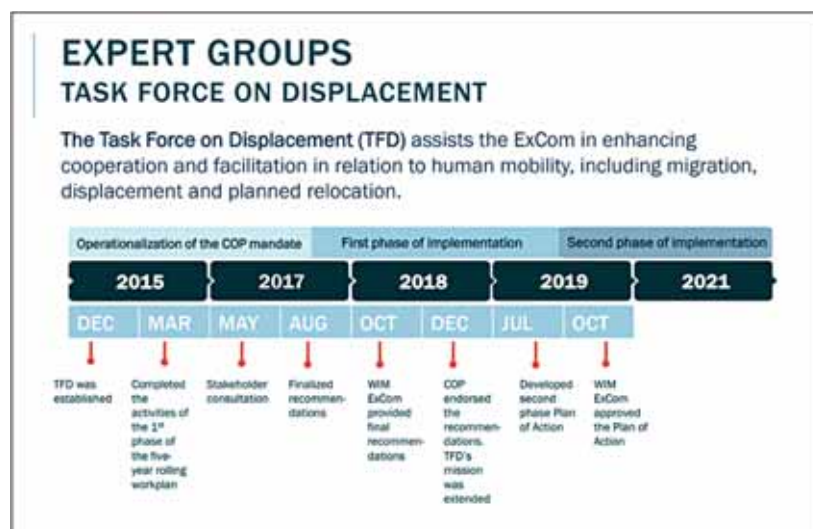 EXPERT GROUPS
TASK FORCE ON DISPLACEMENT
The Task Force on Displacement (TFD) assists the ExCom in enhancing
cooperation and facilitation in relation to human mobility, including migration,
displacement and planned relocation.
Operationalization of the COP mandate First phase of implementation Second phase of implementation
2015 2017 2018 2019 2021
DEC MAR MAY AUG OCT DEC JUL OCT
TFD was
established
Completed
the
activities of
the 1st
phase of
the five-
year rolling
workplan
Stakeholder
consultation
Finalized
recommen-
dations
WIM
ExCom
provided
final
recommen-
dations
COP
endorsed
the
recommen-
dations.
TFD's
mission
was
extended
Developed
second
phase Plan
of Action
WIM
ExCom
approved
the Plan of
Action